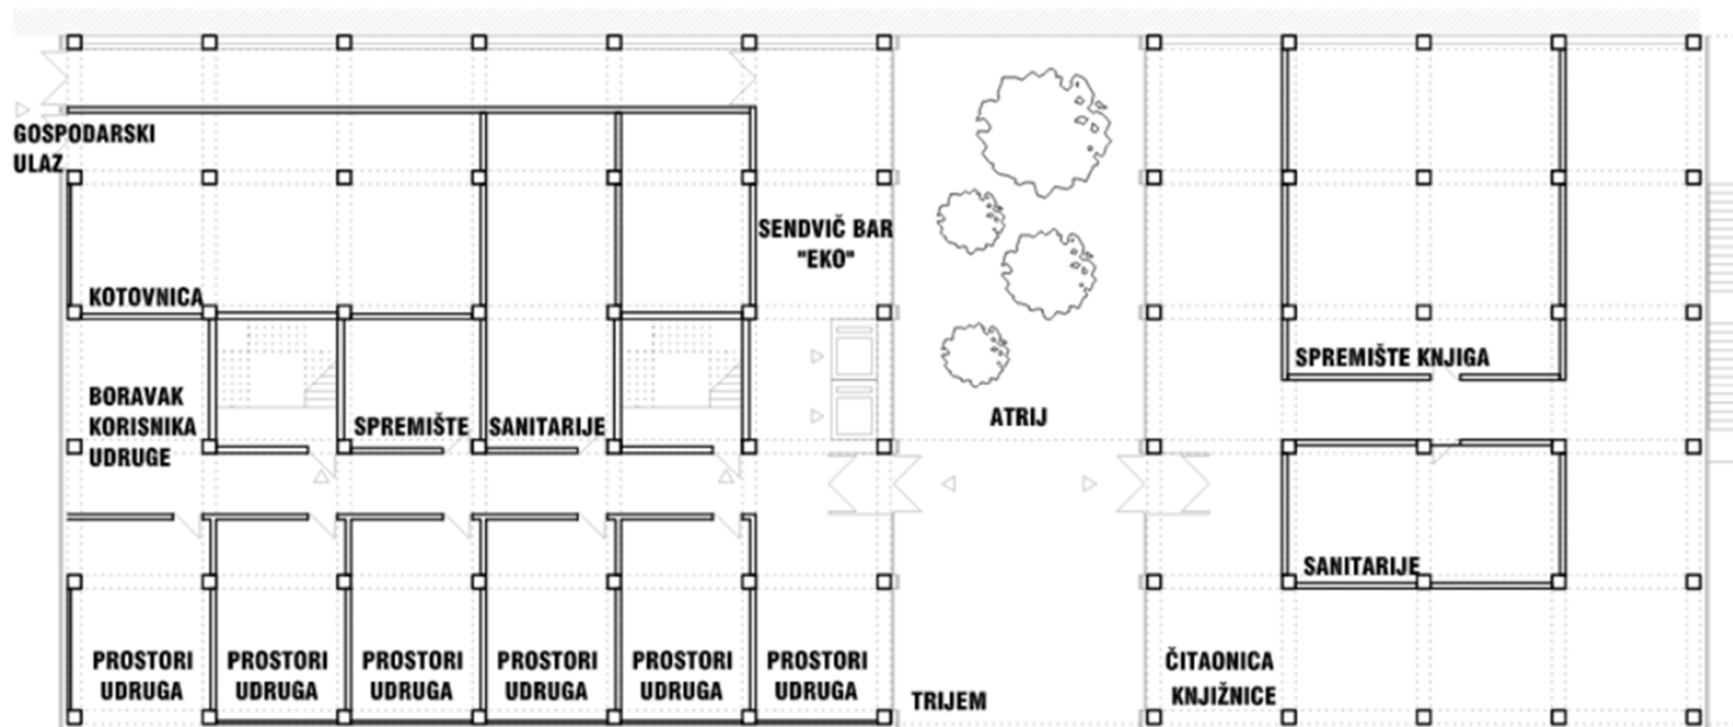 GOSPODARSKI
ULAZ
KOTOVNICA
BORAVAK
KORISNIKA
UDRUGE
SPREMIŠTE
SANITARIJE
SENDVIČ BAR
"EKO"
ATRIJ
SPREMIŠTE KNJIGA
SANITARIJE
PROSTORI
UDRUGA
PROSTORI
UDRUGA
PROSTORI
UDRUGA
PROSTORI
UDRUGA
PROSTORI
UDRUGA
PROSTORI
UDRUGA
TRIJEM
ČITAONICA
KNJIŽNICE